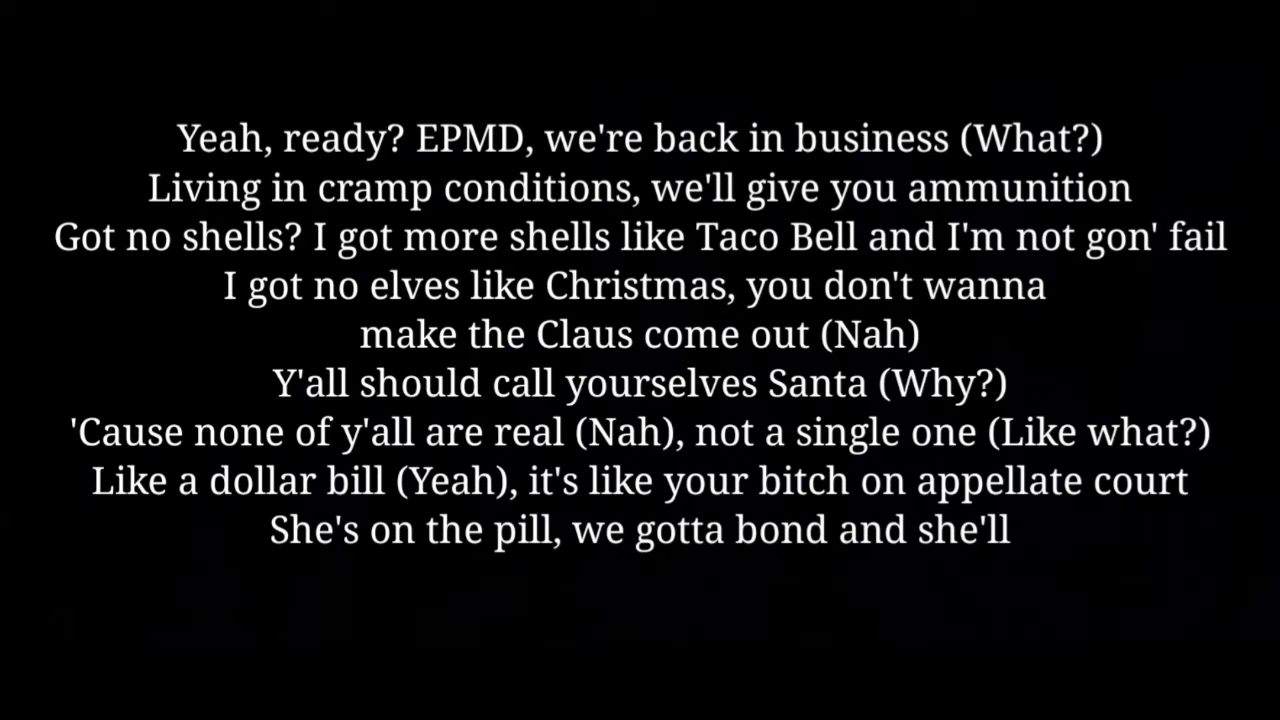 Yeah, ready? EPMD, we're back in business (What?)
Living in cramp conditions, we'll give you ammunition
Got no shells? I got more shells like Taco Bell and I'm not gon' fail
I got no elves like Christmas, you don't wanna
make the Claus come out (Nah)
Y'all should call yourselves Santa (Why?)
'Cause none of y'all are real (Nah), not a single one (Like what?)
Like a dollar bill (Yeah), it's like your bitch on appellate court
She's on the pill, we gotta bond and she'll